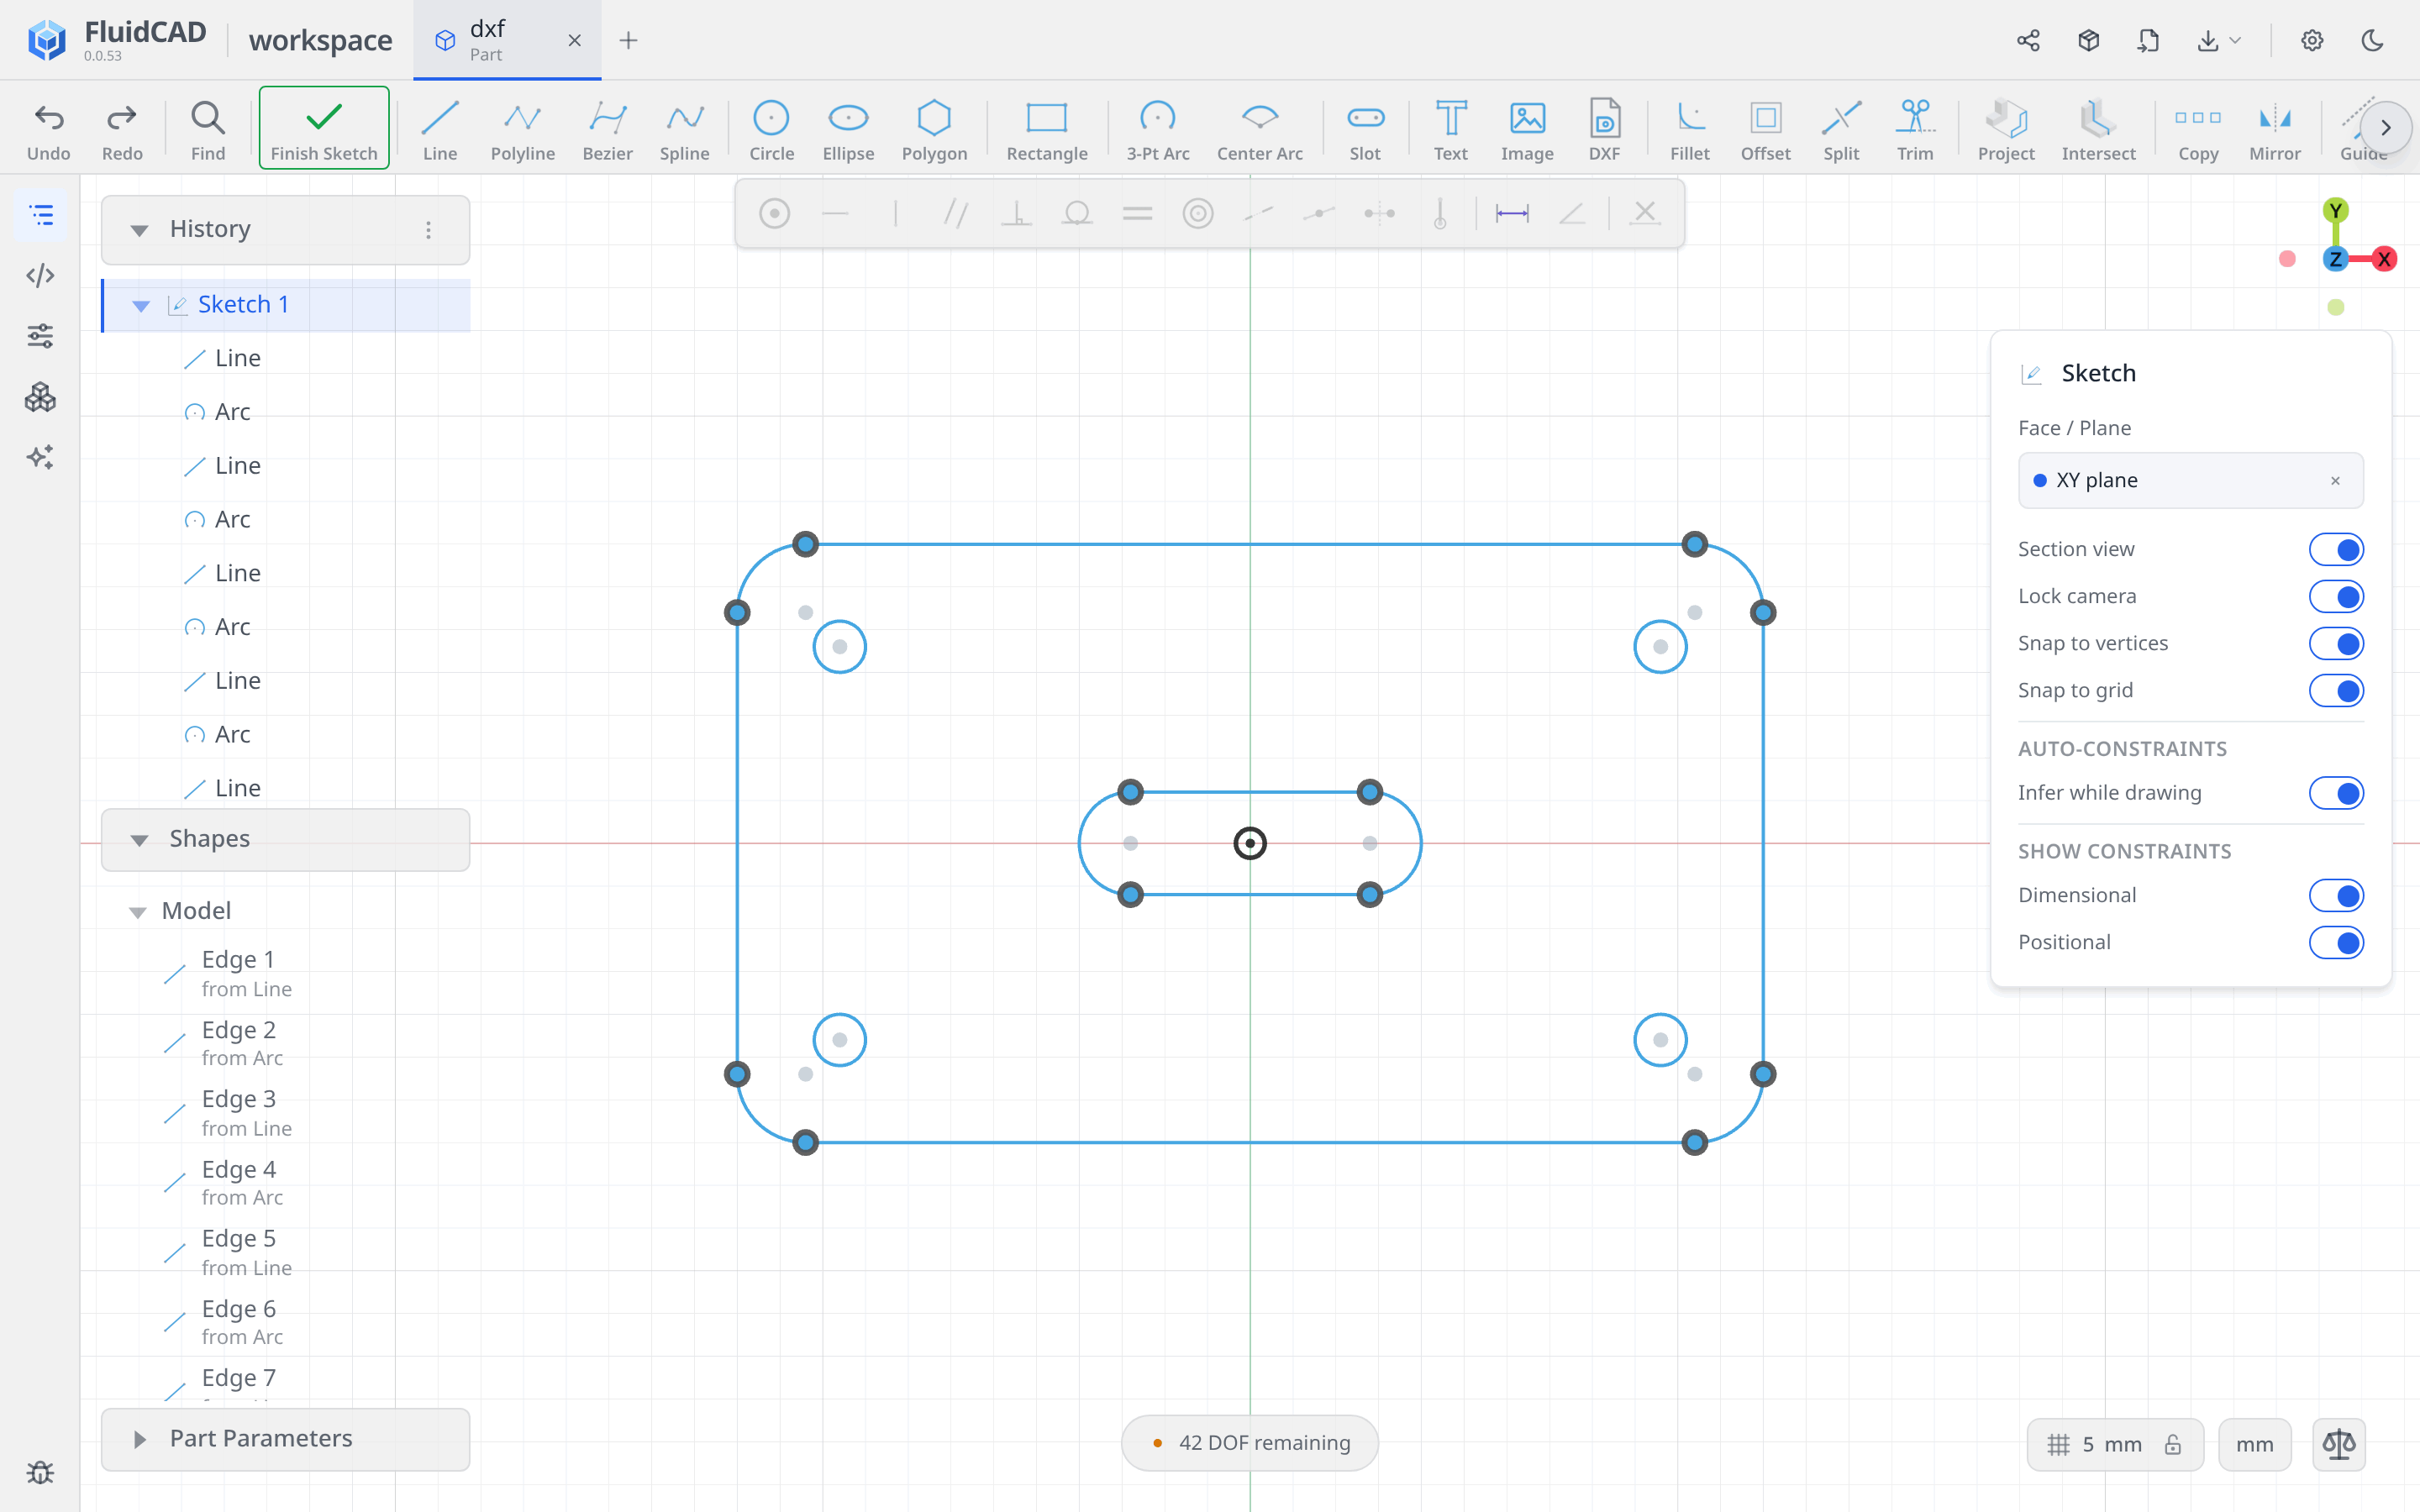 FluidCAD
0.0.53
workspace
dxf
Part
Undo
Redo
Find
Finish Sketch
Line
Polyline
Bezier
Spline
Circle
Ellipse
Polygon
Rectangle
3-Pt Arc
Center Arc
Slot
Text
Image
DXF
Fillet
Offset
Split
Trim
Project
Intersect
Copy
Mirror
Guide
History
Sketch 1
Line
Arc
Line
Arc
Line
Arc
Line
Arc
Line
Shapes
Model
Edge 1
from Line
Edge 2
from Arc
Edge 3
from Line
Edge 4
from Arc
Edge 5
from Line
Edge 6
from Arc
Edge 7
Part Parameters
Y
Z
X
Sketch
Face / Plane
XY plane
Section view
Lock camera
Snap to vertices
Snap to grid
AUTO-CONSTRAINTS
Infer while drawing
SHOW CONSTRAINTS
Dimensional
Positional
42 DOF remaining
5 mm
mm